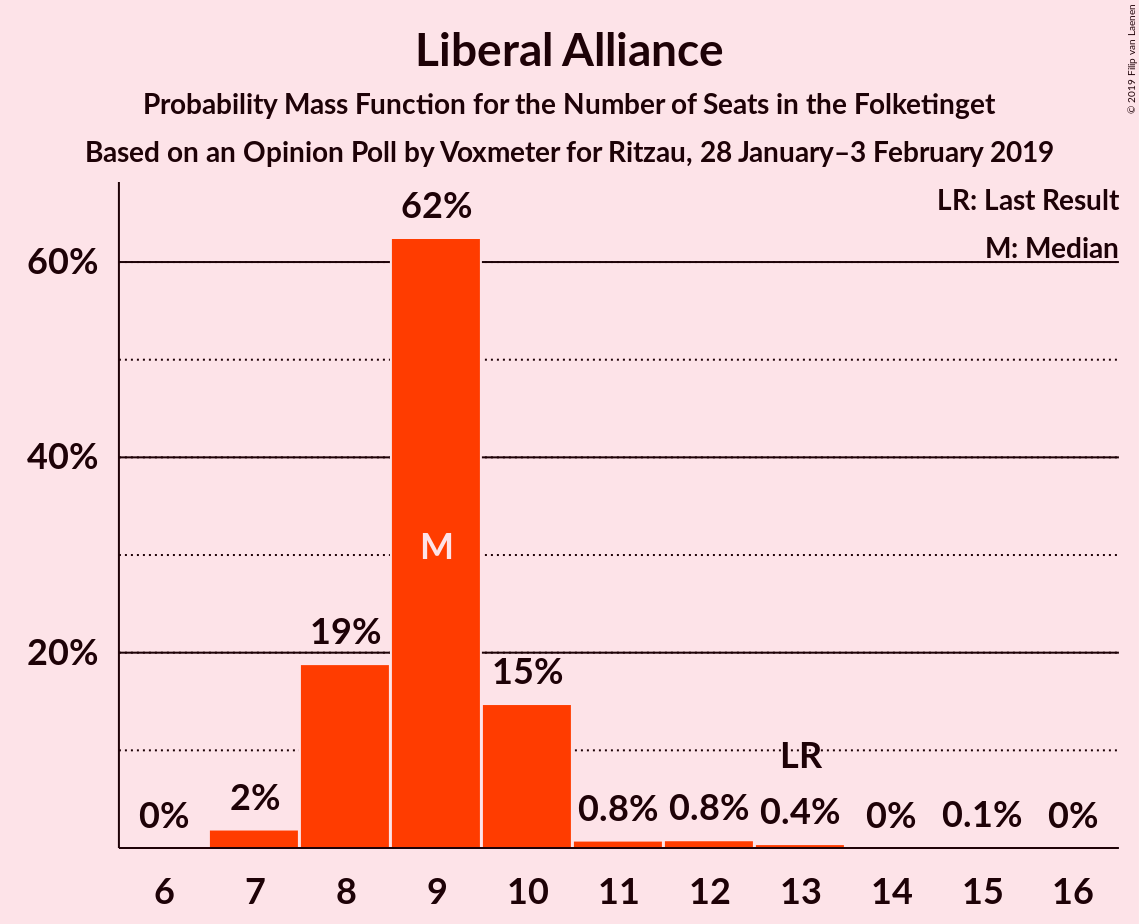 Liberal Alliance
Probability Mass Function for the Number of Seats in the Folketinget
Based on an Opinion Poll by Voxmeter for Ritzau, 28 January–3 February 2019
© 2019 Filip van Laenen
LR: Last Result
M: Median
60%
40%
20%
0%
2%
19%
62%
M
15%
0.8%
0.8%
LR
0.4%
0%
0.1%
0%
6 7 8 9 10 11 12 13 14 15 16